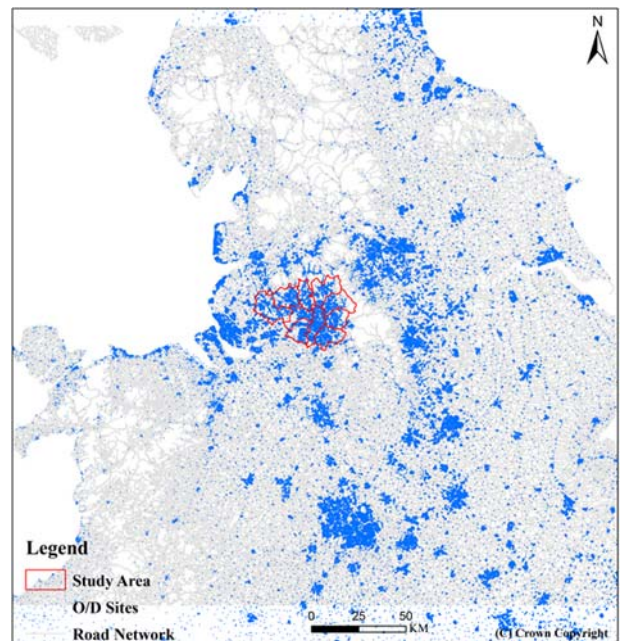 N
Legend
Study Area
O/D Sites
Road Network
0 25 50
KM
(C) Crown Copyright